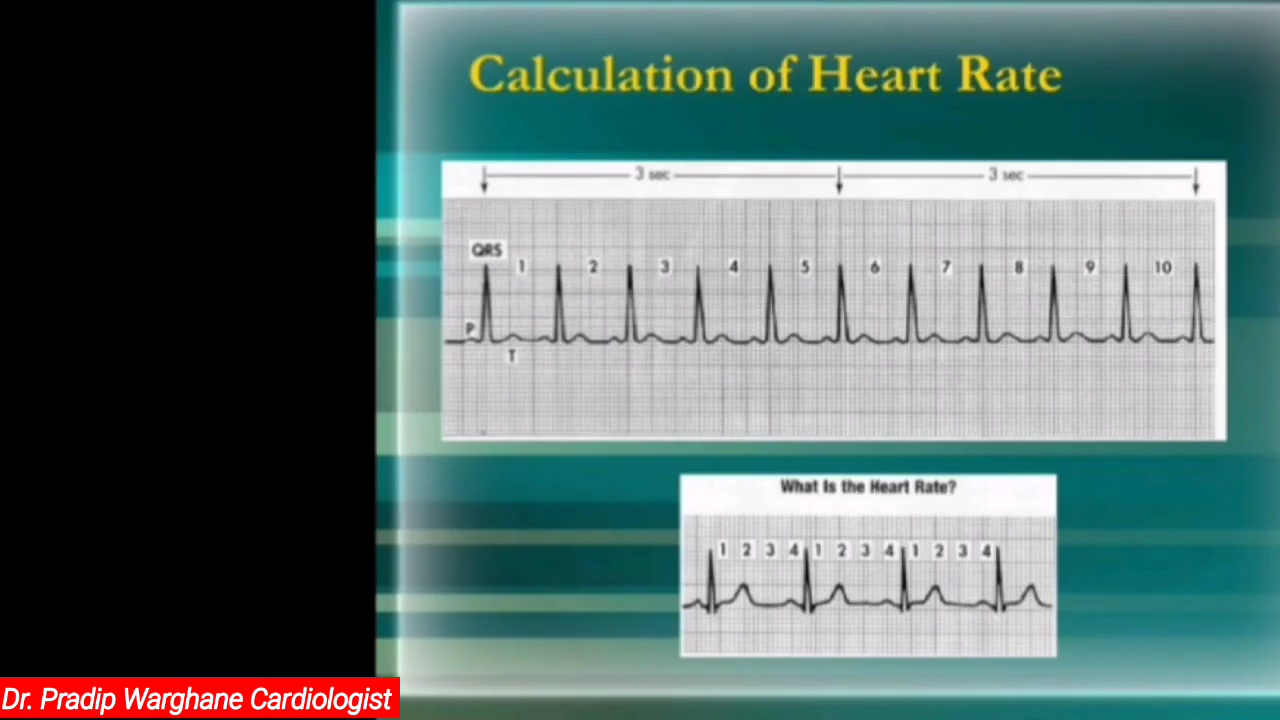 Calculation of Heart Rate
3 sec 3 sec
QRS
1 2 3 4 5 6 7 8 9 10
P
T
What Is the Heart Rate?
1 2 3 4 1 2 3 4 1 2 3 4
Dr. Pradip Warghane Cardiologist